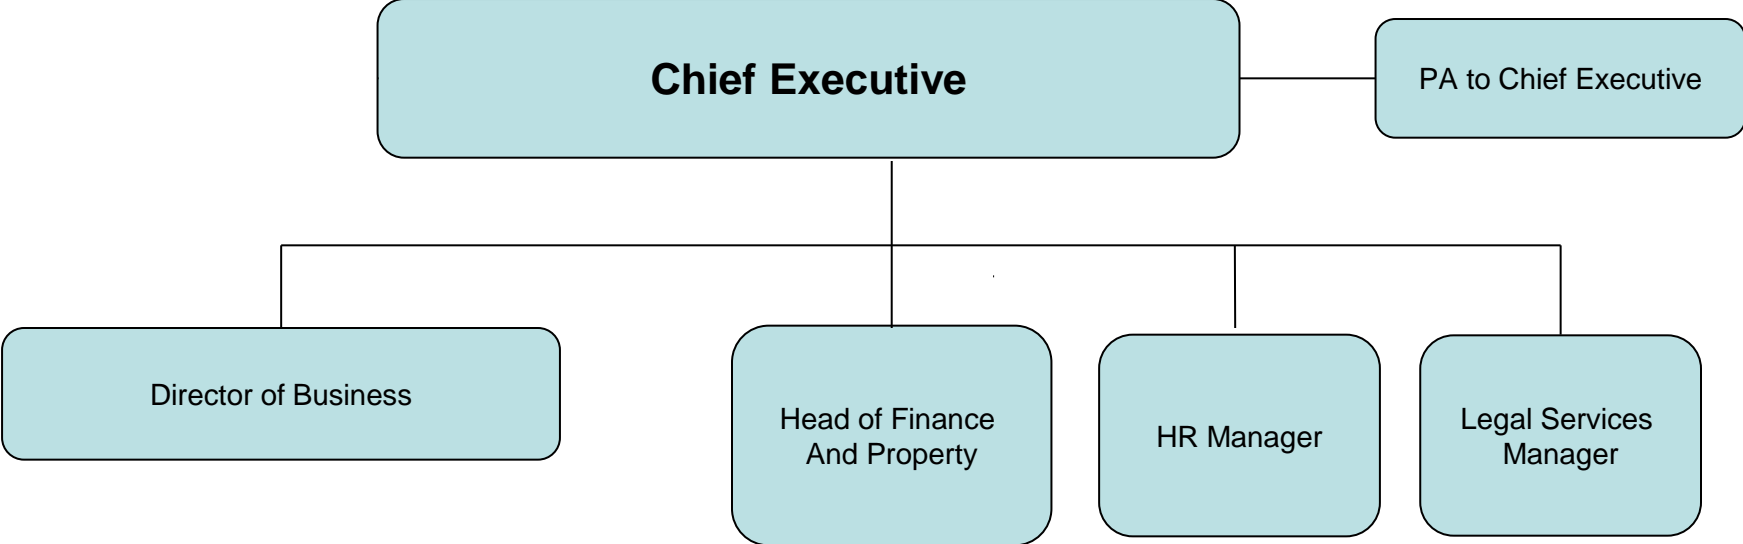 Chief Executive
PA to Chief Executive
Director of Business
Head of Finance
And Property
HR Manager
Legal Services
Manager